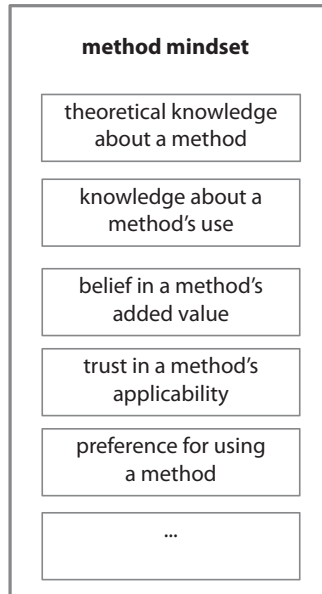 method mindset
theoretical knowledge
about a method
knowledge about a
method's use
belief in a method's
added value
trust in a method's
applicability
preference for using
a method
...